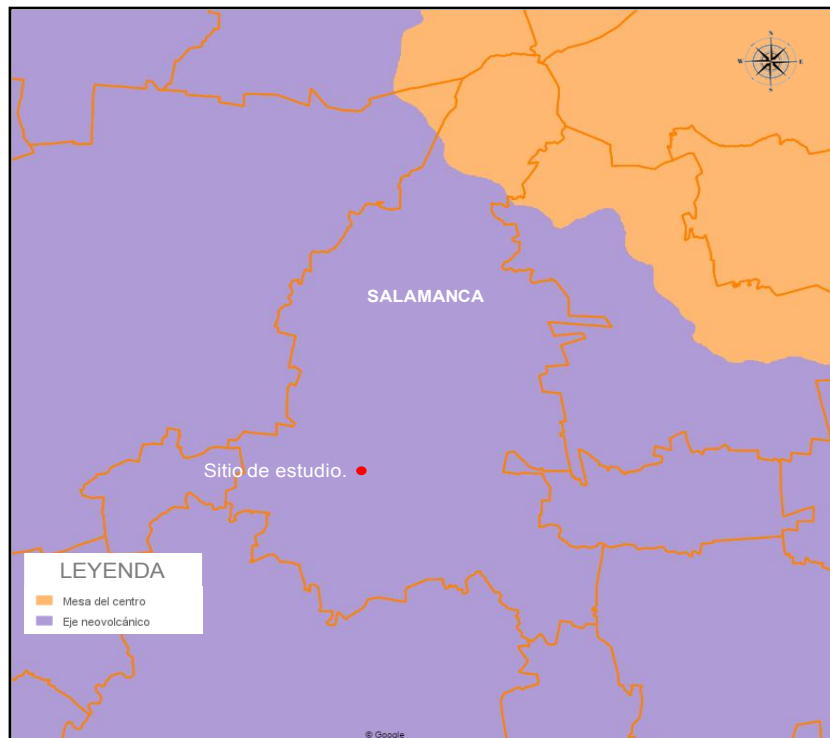 N
W E
S
SALAMANCA
Sitio de estudio.
LEYENDA
Mesa del centro
Eje neovolcánico
© Google